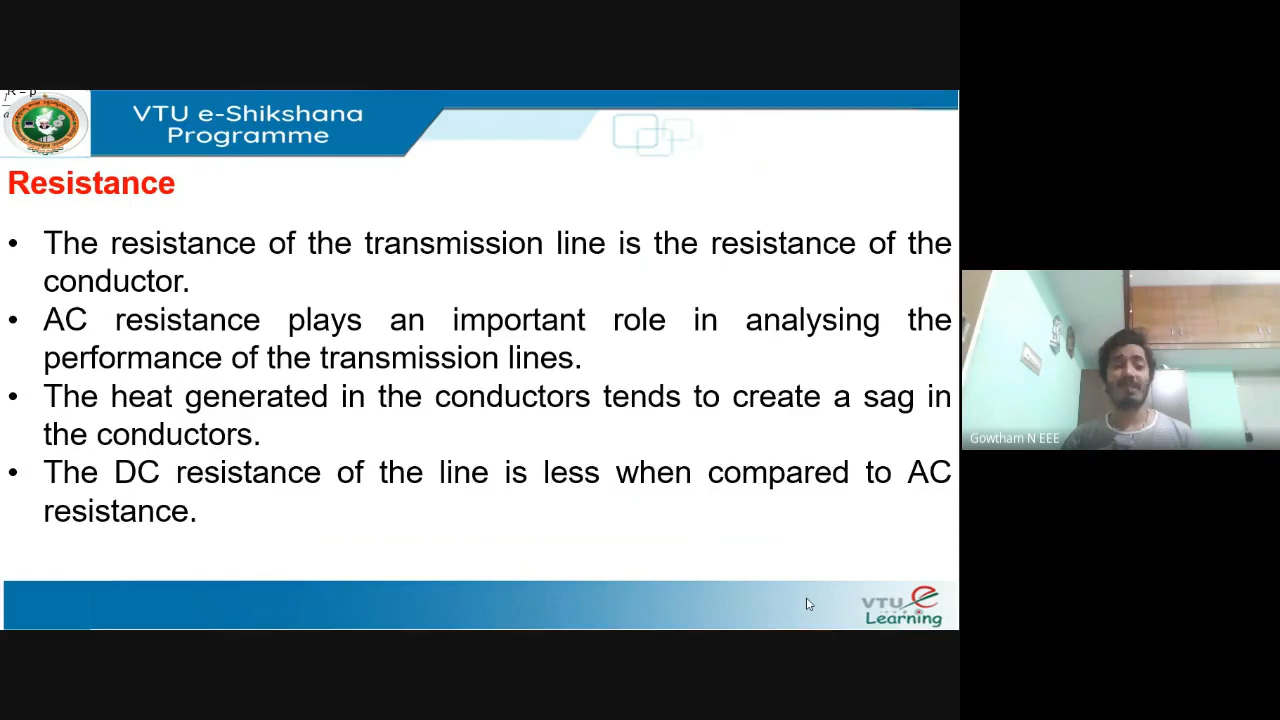 R = ρ
l
a
VTU e-Shikshana
Programme
Resistance
• The resistance of the transmission line is the resistance of the
conductor.
• AC resistance plays an important role in analysing the
performance of the transmission lines.
• The heat generated in the conductors tends to create a sag in
the conductors.
• The DC resistance of the line is less when compared to AC
resistance.
Gowtham N EEE
VTU e
Learning